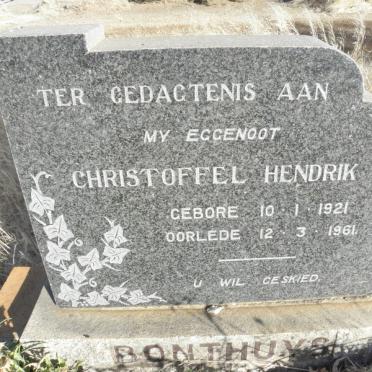 TER GEDAGTENIS AAN
MY EGGENOOT
CHRISTOFFEL HENDRIK
GEBORE 10·1·1921
OORLEDE 12·3·1961.
U WIL GESKIED.
BONTHUYS